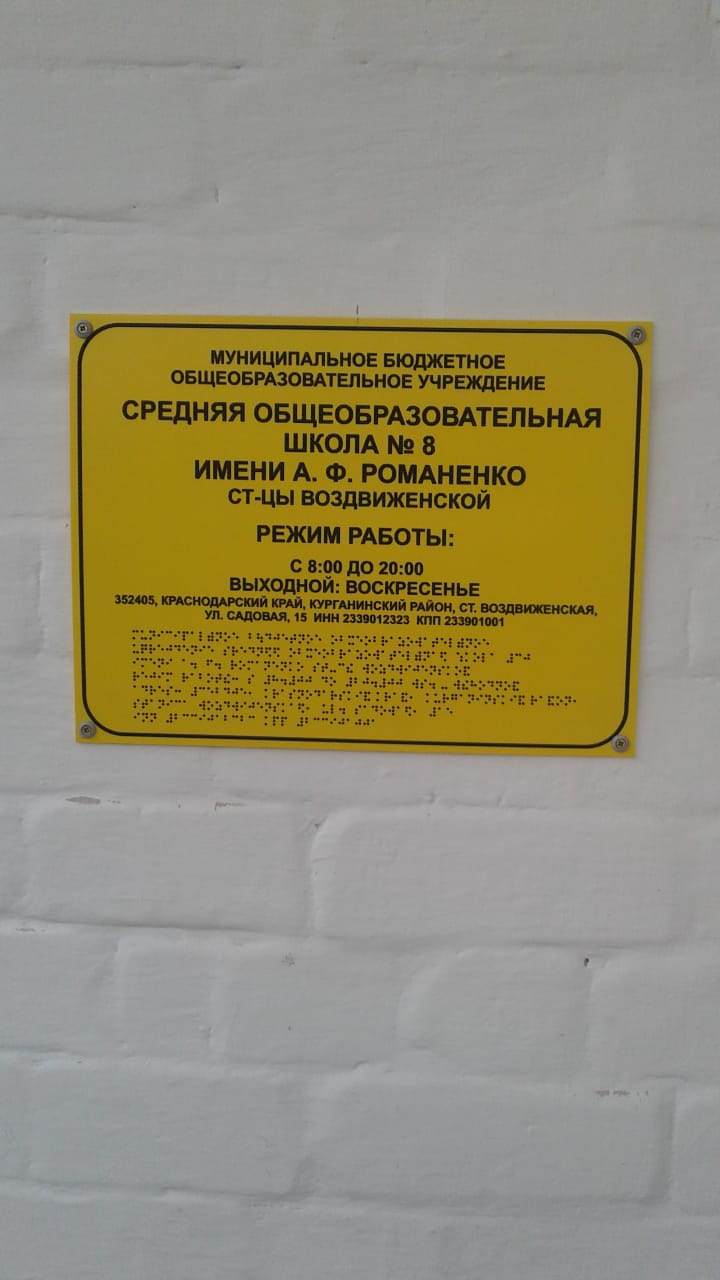 МУНИЦИПАЛЬНОЕ БЮДЖЕТНОЕ
ОБЩЕОБРАЗОВАТЕЛЬНОЕ УЧРЕЖДЕНИЕ
СРЕДНЯЯ ОБЩЕОБРАЗОВАТЕЛЬНАЯ
ШКОЛА № 8
ИМЕНИ А. Ф. РОМАНЕНКО
СТ-ЦЫ ВОЗДВИЖЕНСКОЙ
РЕЖИМ РАБОТЫ:
С 8:00 ДО 20:00
ВЫХОДНОЙ: ВОСКРЕСЕНЬЕ
352405, КРАСНОДАРСКИЙ КРАЙ, КУРГАНИНСКИЙ РАЙОН, СТ. ВОЗДВИЖЕНСКАЯ,
УЛ. САДОВАЯ, 15 ИНН 2339012323 КПП 233901001